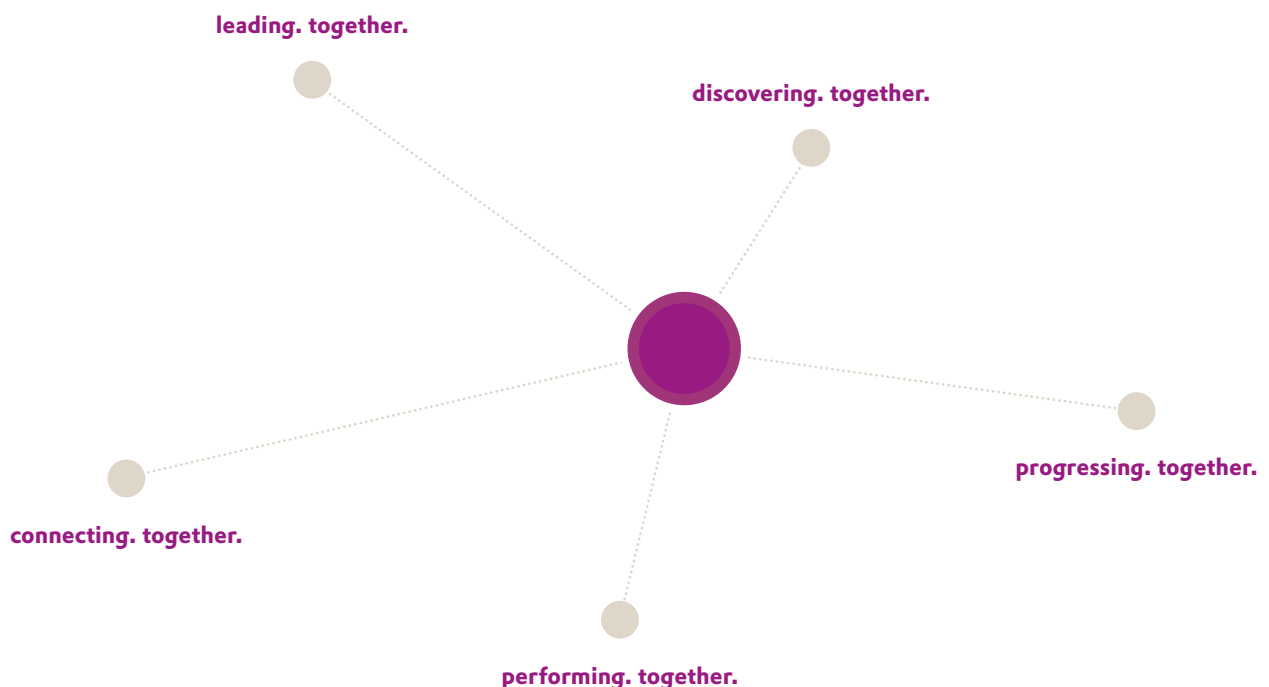 leading. together.
discovering. together.
progressing. together.
connecting. together.
performing. together.